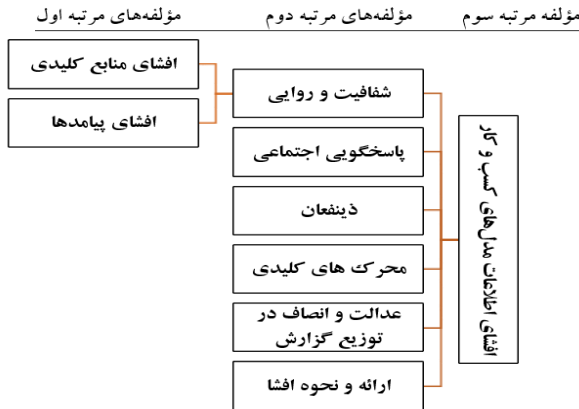 مؤلفه مرتبه سوم
مؤلفه‌های مرتبه دوم
مؤلفه‌های مرتبه اول
افشای اطلاعات مدل‌های کسب و کار
شفافیت و روایی
پاسخگویی اجتماعی
ذینفعان
محرک های کلیدی
عدالت و انصاف در
توزیع گزارش
ارائه و نحوه افشا
افشای منابع کلیدی
افشای پیامدها